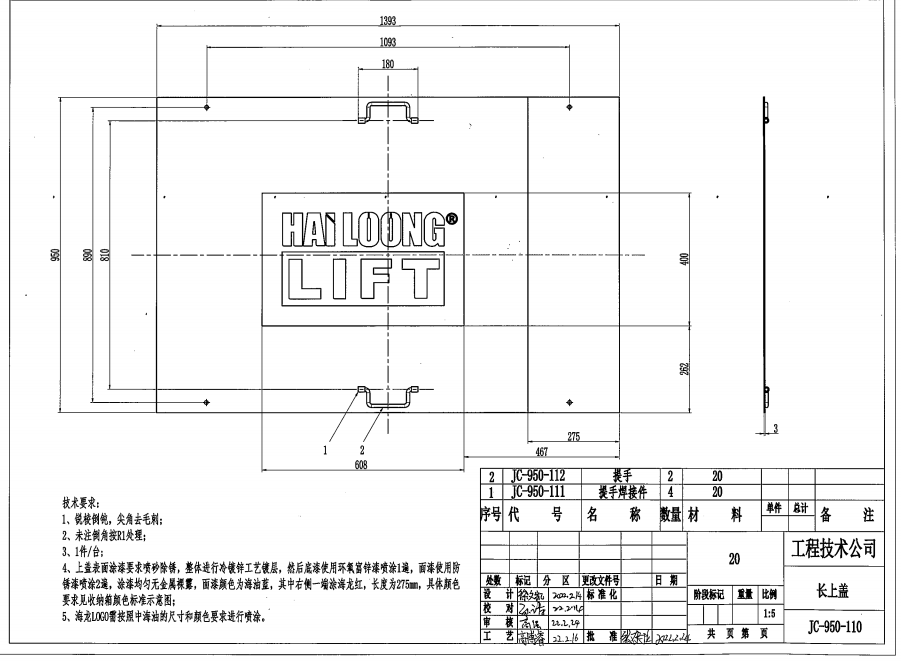 1393
1093
180
950
890
810
HAI LOONG®
LIFT
400
262
3
275
467
608
1
2
2 JC-950-112 提手 2 20
1 JC-950-111 提手焊接件 4 20
序号 代 号 名 称 数量 材 料 单件 总计 备 注
技术要求:
1、锐棱倒钝,尖角去毛刺;
2、未注倒角按R1处理;
3、1件/台;
4、上盖表面涂漆要求喷砂除锈,整体进行冷镀锌工艺镀层,然后底漆使用环氧富锌漆喷涂1遍,面漆使用防
锈漆喷涂2遍,涂漆均匀无金属裸露,面漆颜色为海油蓝,其中右侧一端涂海龙红,长度为275mm,具体颜色
要求见收纳箱颜色标准示意图;
5、海龙LOGO需按照中海油的尺寸和颜色要求进行喷涂。
20
工程技术公司
处数 标记 分 区 更改文件号 日 期
设 计 2022.2.14 标准化
阶段标记 重量 比例
长上盖
校 对
1:5
审 核 22.2.24
JC-950-110
工 艺 22.2.16 批 准 2022.2.24
共 页 第 页